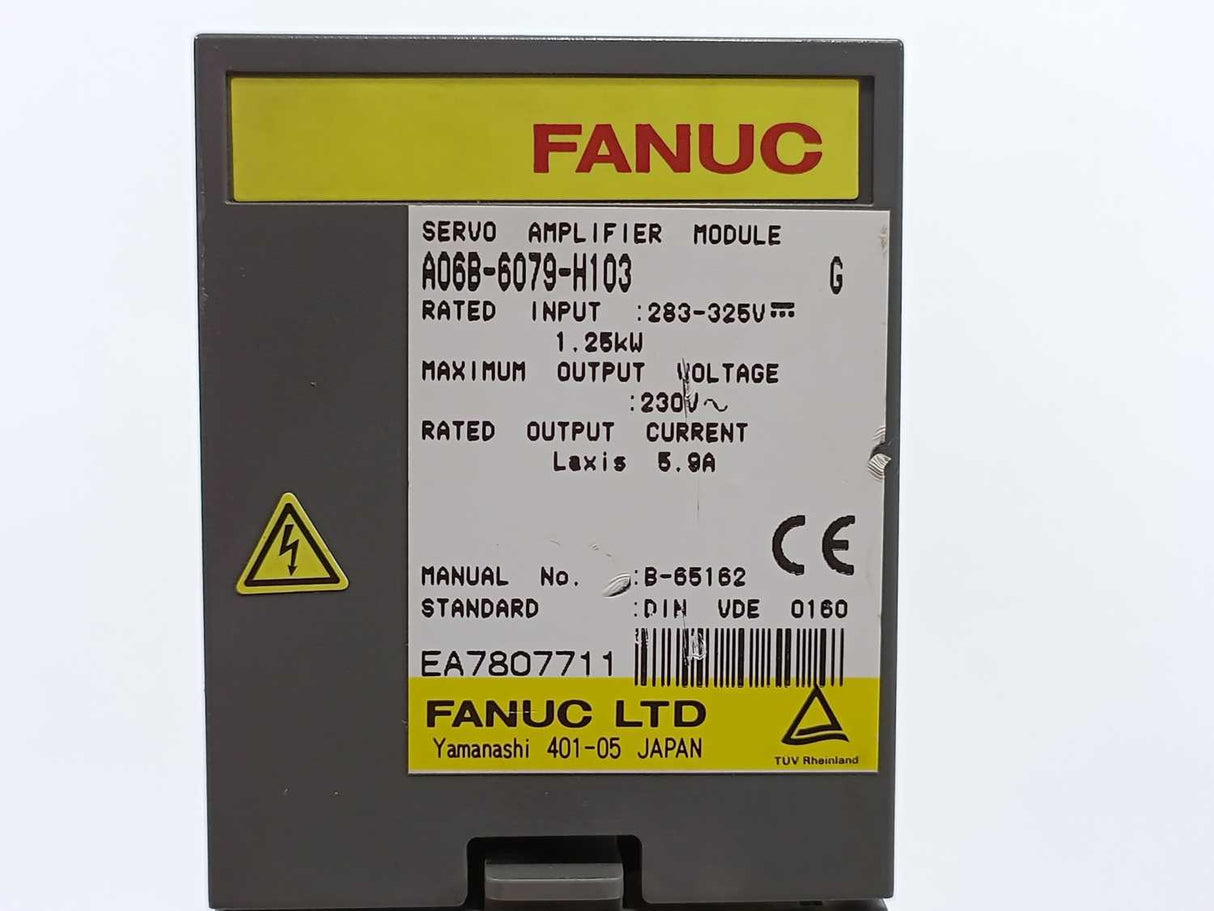 FANUC
SERVO AMPLIFIER MODULE
A06B-6079-H103 G
RATED INPUT :283-325V⎓
1.25kW
MAXIMUM OUTPUT VOLTAGE
:230V~
RATED OUTPUT CURRENT
Laxis 5.9A
CE
MANUAL No. :B-65162
STANDARD :DIN VDE 0160
EA7807711
FANUC LTD
Yamanashi 401-05 JAPAN
TÜV Rheinland